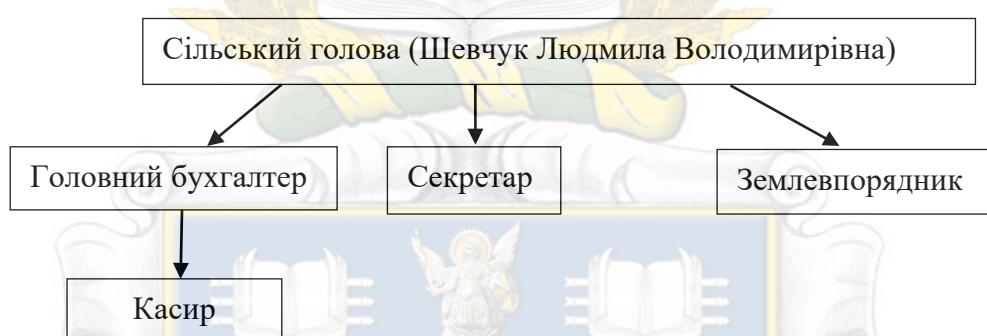 Сільський голова (Шевчук Людмила Володимирівна)
Головний бухгалтер
Секретар
Землевпорядник
Касир